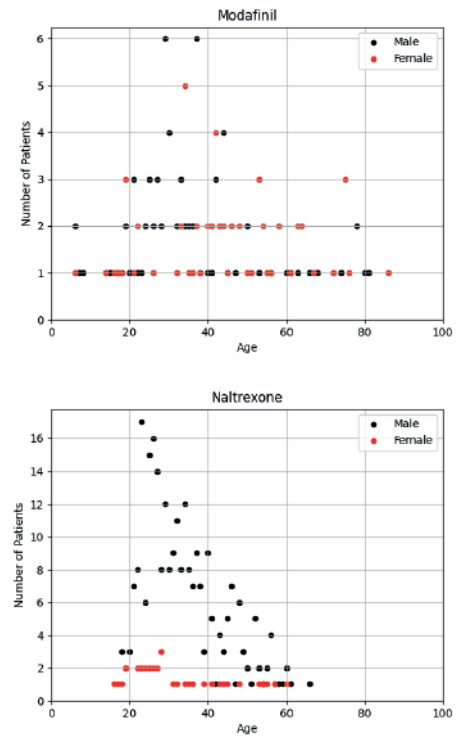 Modafinil
6
5
4
3
2
1
0
Number of Patients
Male
Female
0 20 40 60 80 100
Age
Naltrexone
16
14
12
10
8
6
4
2
0
Number of Patients
Male
Female
0 20 40 60 80 100
Age